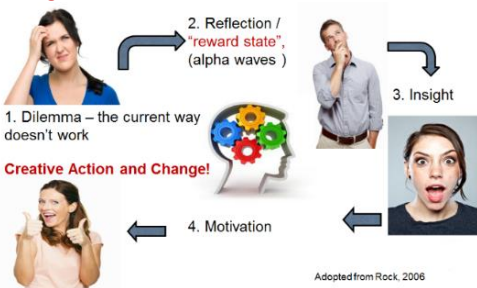 2. Reflection /
"reward state",
(alpha waves )
3. Insight
1. Dilemma – the current way
doesn't work
Creative Action and Change!
4. Motivation
Adopted from Rock, 2006